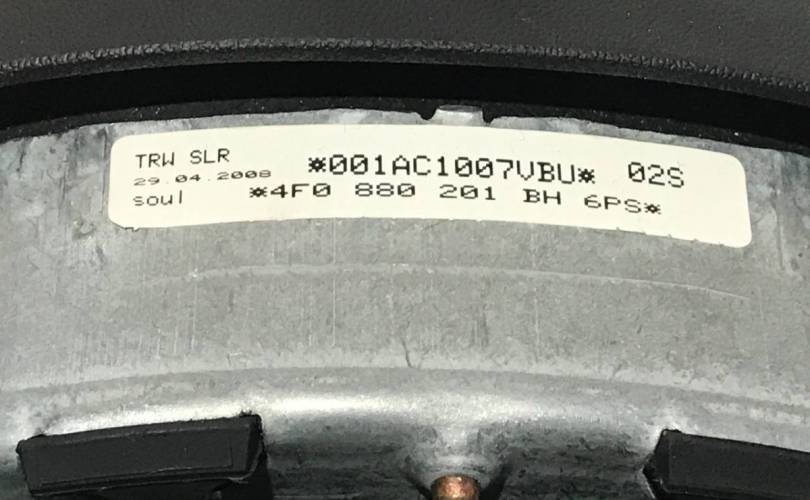 TRW SLR *001AC1007VBU* 02S
29.04.2008
soul *4F0 880 201 BH 6PS*